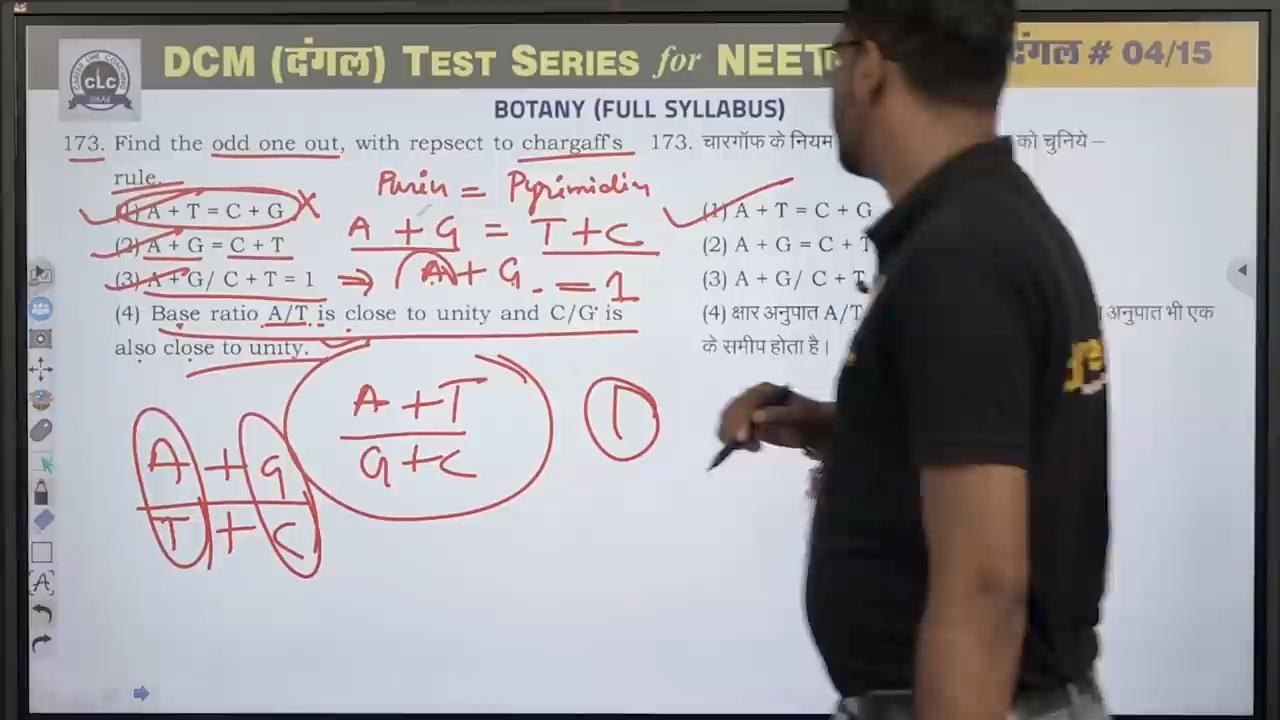 DCM (दंगल) TEST SERIES for NEET
दंगल # 04/15
CLC
BOTANY (FULL SYLLABUS)
173. Find the odd one out, with repsect to chargaff's
rule.
(1) A + T = C + G
(2) A + G = C + T
(3) A + G/ C + T = 1
(4) Base ratio A/T is close to unity and C/G is
also close to unity.
Purin = Pyrimidin
A + G = T + C
⇒ A + G . = 1
A + T
G + C
1
A + G
T + C
173. चारगॉफ के नियम को चुनिये –
(1) A + T = C + G
(2) A + G = C + T
(3) A + G/ C + T
(4) क्षार अनुपात A/T अनुपात भी एक
के समीप होता है।